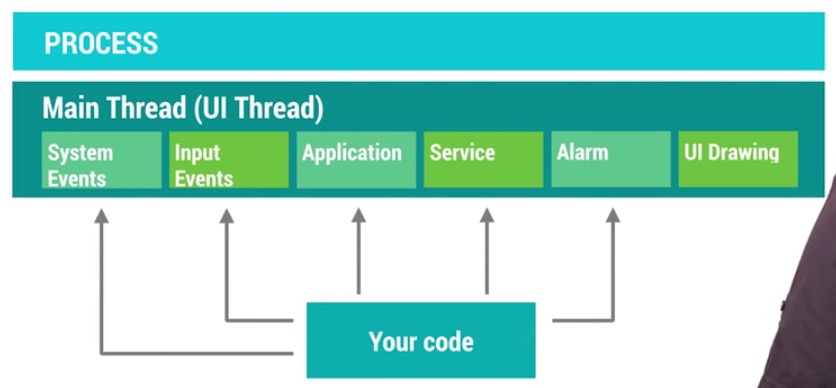 PROCESS
Main Thread (UI Thread)
System
Events
Input
Events
Application
Service
Alarm
UI Drawing
Your code